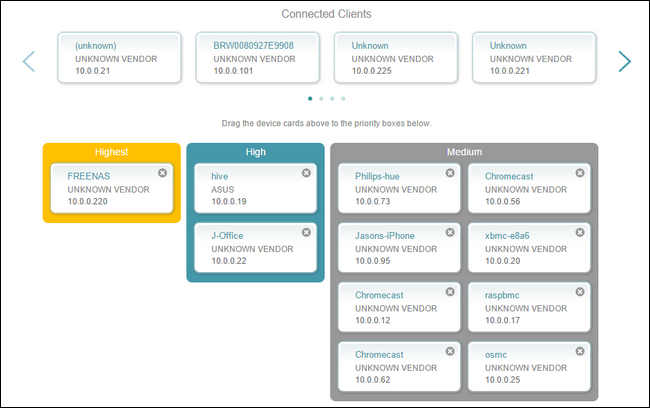 Connected Clients
(unknown)
UNKNOWN VENDOR
10.0.0.21
BRW0080927E9908
UNKNOWN VENDOR
10.0.0.101
Unknown
UNKNOWN VENDOR
10.0.0.225
Unknown
UNKNOWN VENDOR
10.0.0.221
Drag the device cards above to the priority boxes below.
Highest
FREENAS
UNKNOWN VENDOR
10.0.0.220
High
hive
ASUS
10.0.0.19
J-Office
UNKNOWN VENDOR
10.0.0.22
Medium
Philips-hue
UNKNOWN VENDOR
10.0.0.73
Chromecast
UNKNOWN VENDOR
10.0.0.56
Jasons-iPhone
UNKNOWN VENDOR
10.0.0.95
xbmc-e8a6
UNKNOWN VENDOR
10.0.0.20
Chromecast
UNKNOWN VENDOR
10.0.0.12
raspbmc
UNKNOWN VENDOR
10.0.0.17
Chromecast
UNKNOWN VENDOR
10.0.0.62
osmc
UNKNOWN VENDOR
10.0.0.25